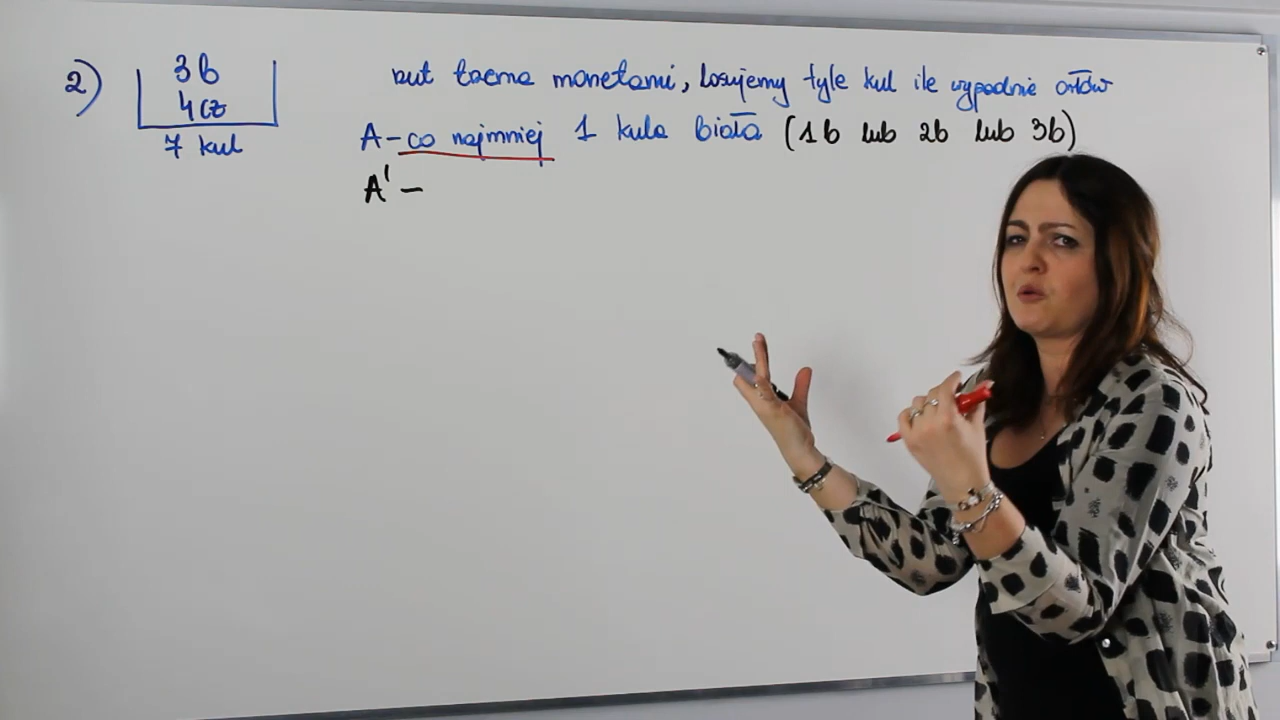 2) 3b
4cz
7 kul
rzut trzema monetami, losujemy tyle kul ile wypadnie orłów
A - co najmniej 1 kula biała (1b lub 2b lub 3b)
A' -